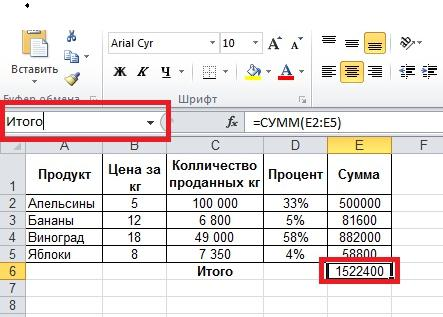 Arial Cyr 10 A A
Вставить Ж К Ч A
Буфер обмена Шрифт
Итого fx =СУММ(E2:E5)
A B C D E F
1 Продукт Цена за кг Колличество проданных кг Процент Сумма
2 Апельсины 5 100 000 33% 500000
3 Бананы 12 6 800 5% 81600
4 Виноград 18 49 000 58% 882000
5 Яблоки 8 7 350 4% 58800
6 Итого 1522400
7
8